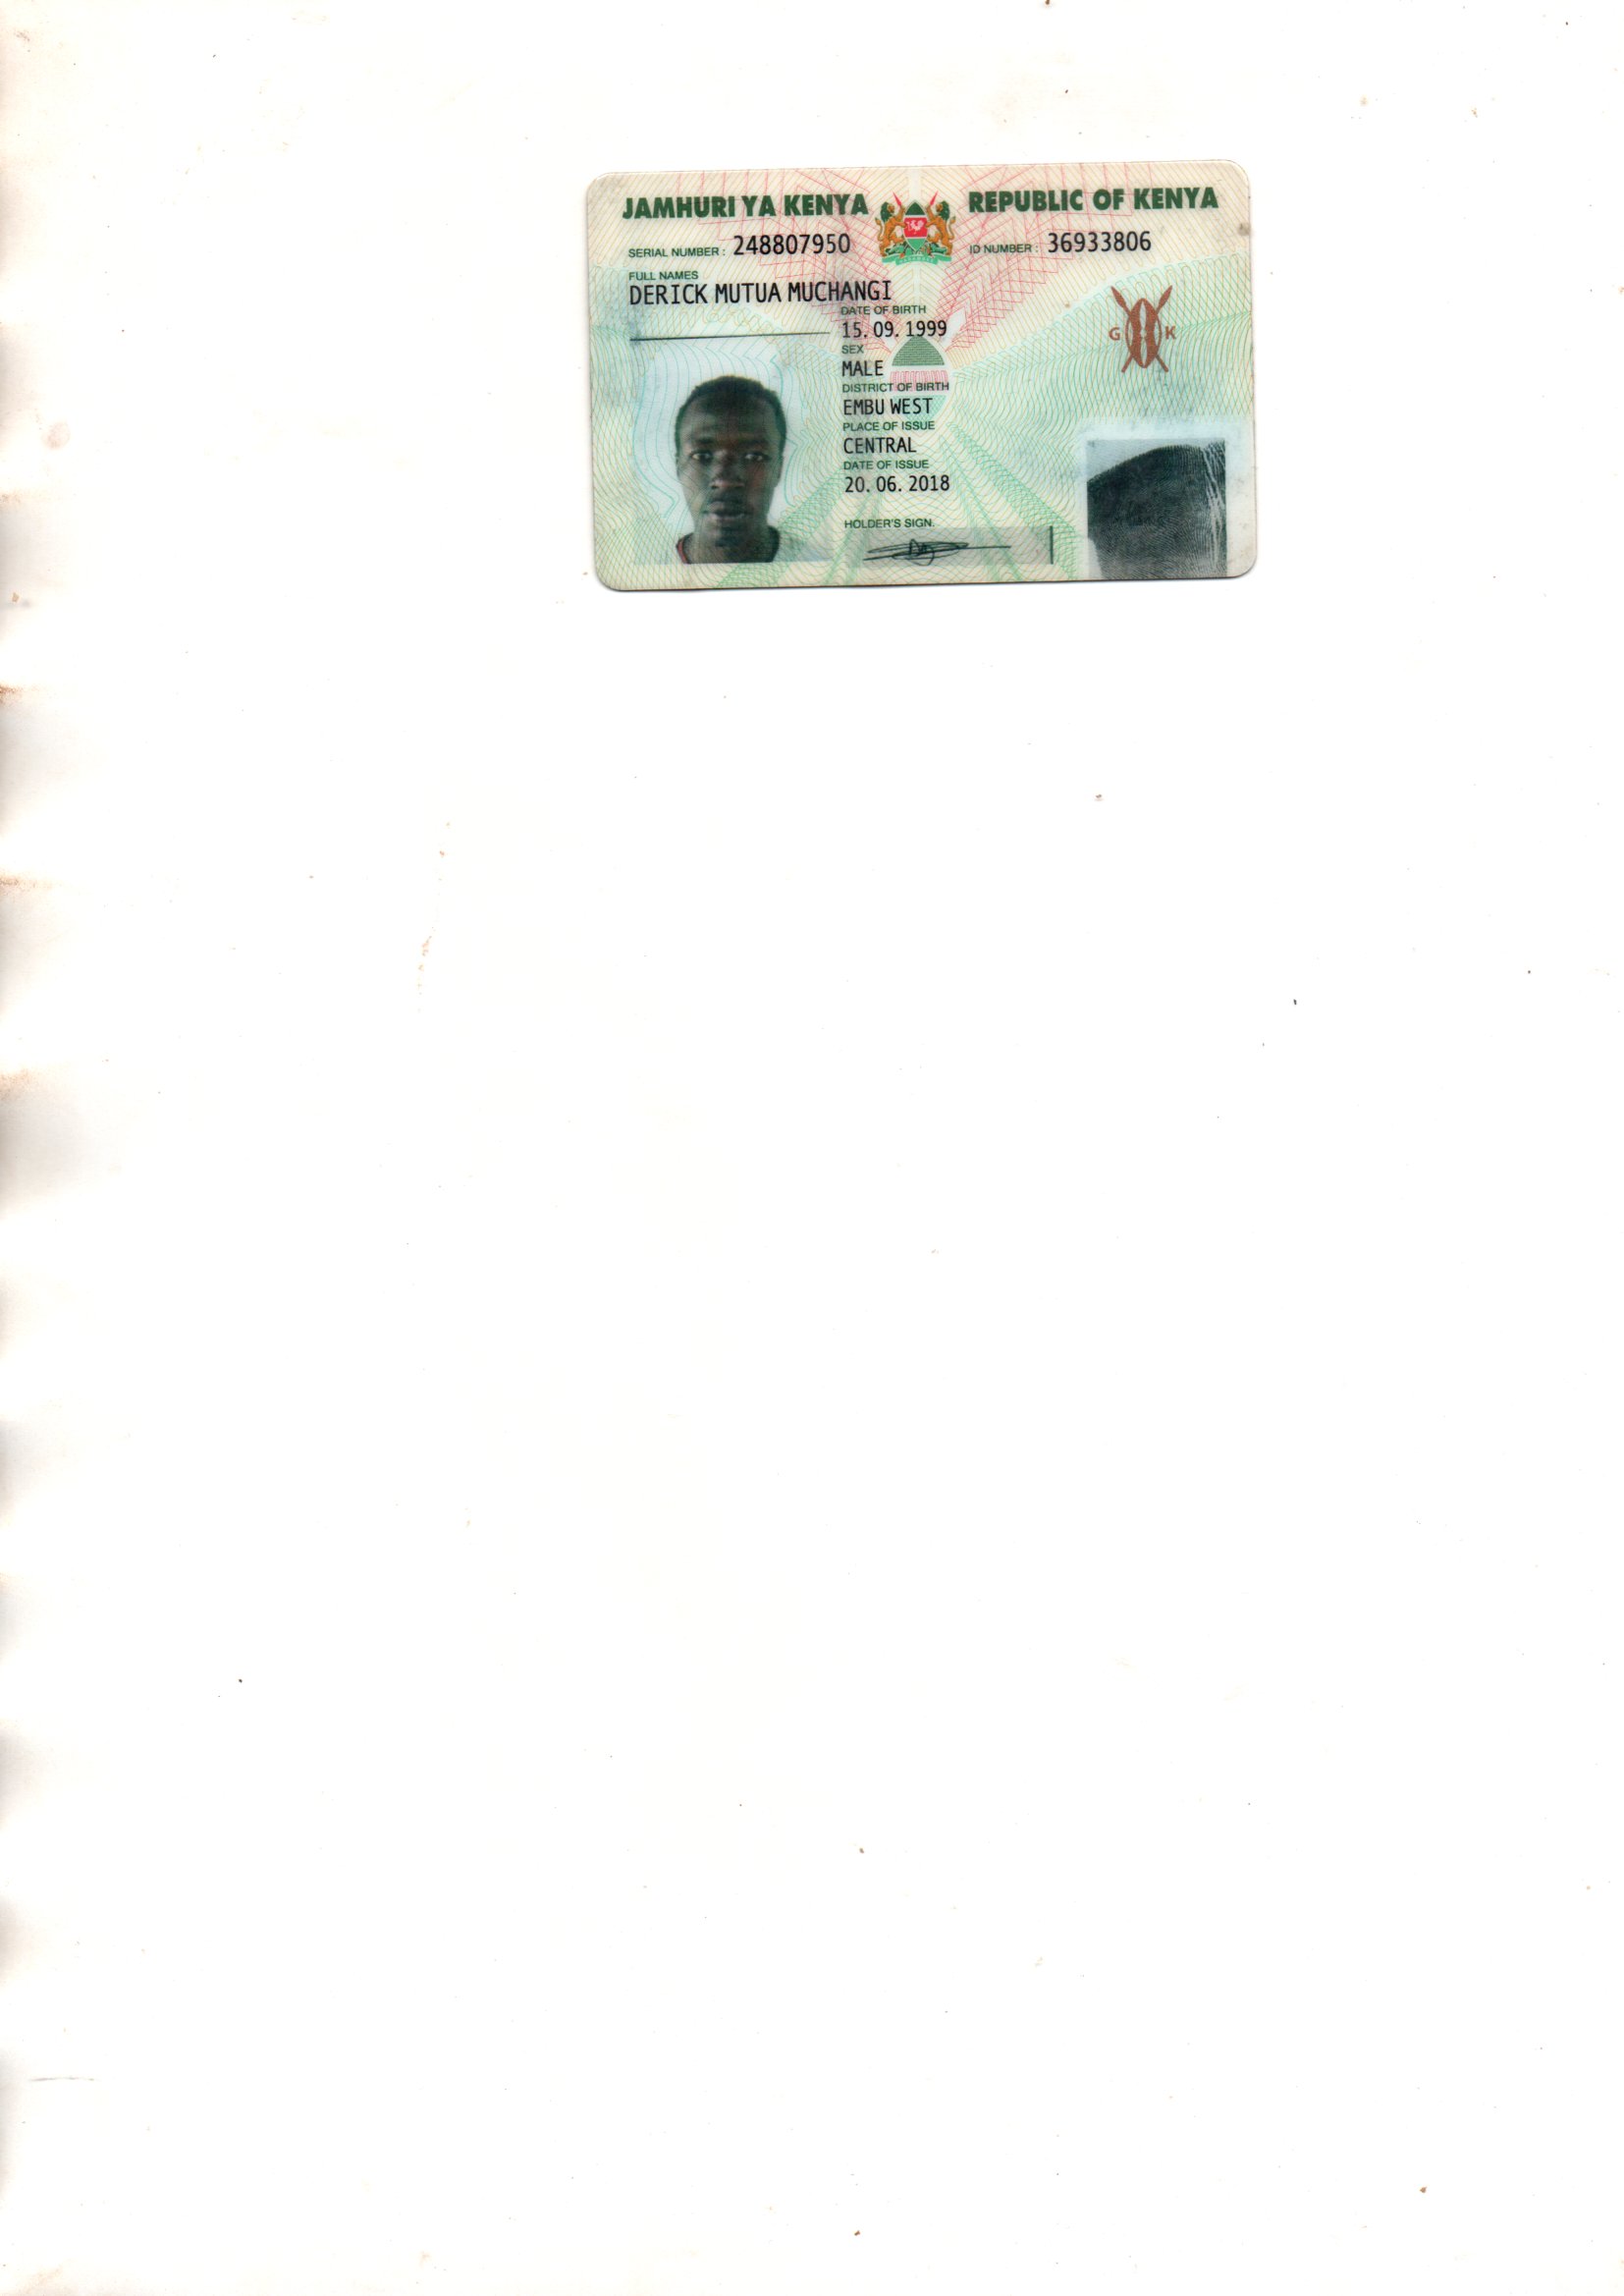 JAMHURI YA KENYA REPUBLIC OF KENYA
SERIAL NUMBER: 248807950 ID NUMBER: 36933806
FULL NAMES
DERICK MUTUA MUCHANGI
DATE OF BIRTH
15.09.1999
SEX
MALE
G K
DISTRICT OF BIRTH
EMBU WEST
PLACE OF ISSUE
CENTRAL
DATE OF ISSUE
20.06.2018
HOLDER'S SIGN.